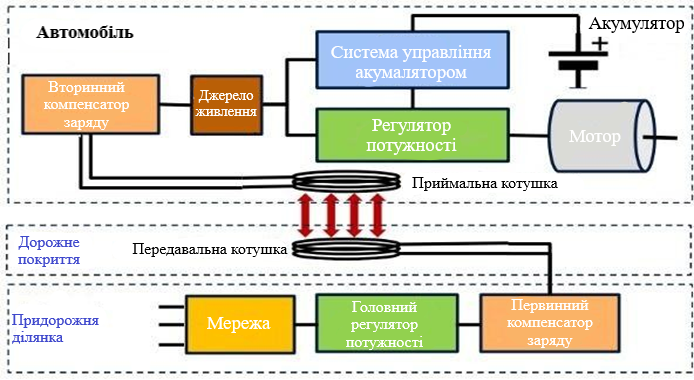 Автомобіль
Акумулятор
+
Система управління
акумалятором
Вторинний
компенсатор
заряду
Джерело
живлення
Регулятор
потужності
Мотор
Приймальна котушка
Дорожнє
покриття
Передавальна котушка
Придорожня
ділянка
Мережа
Головний
регулятор
потужності
Первинний
компенсатор
заряду